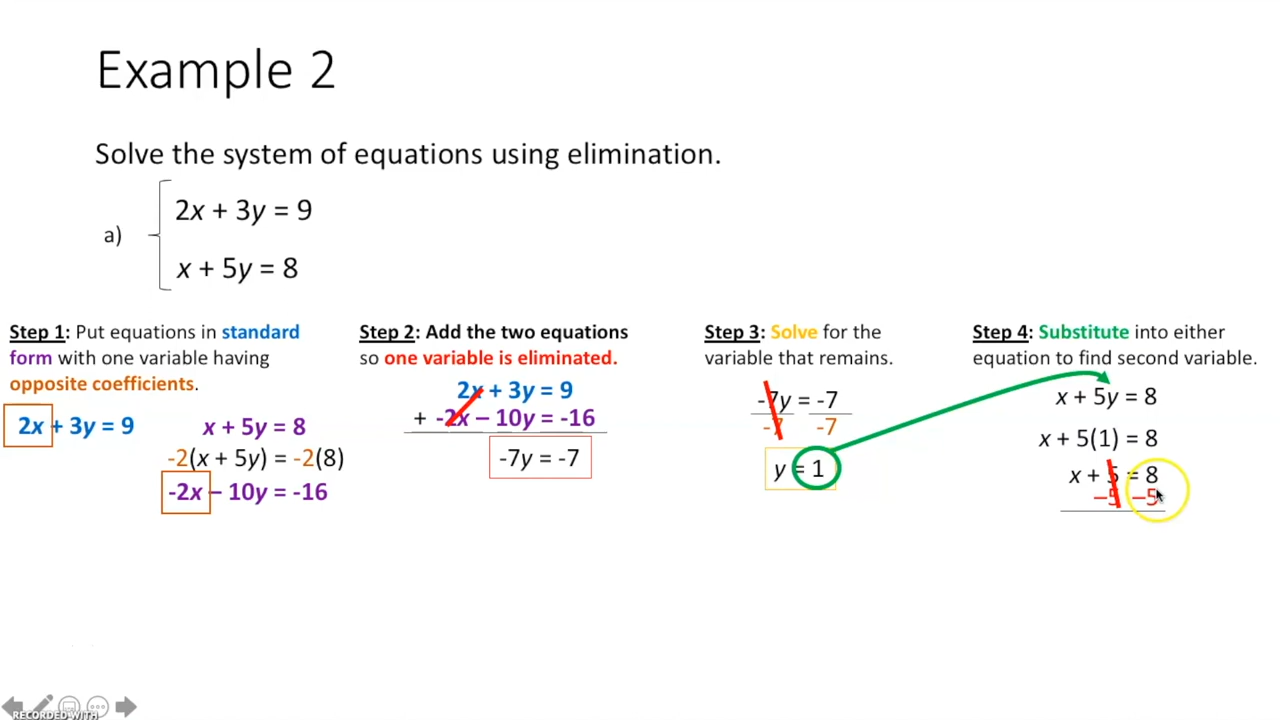 Example 2
Solve the system of equations using elimination.
a)
2x + 3y = 9
x + 5y = 8
Step 1: Put equations in standard
form with one variable having
opposite coefficients.
2x + 3y = 9
x + 5y = 8
-2(x + 5y) = -2(8)
-2x – 10y = -16
Step 2: Add the two equations
so one variable is eliminated.
2x + 3y = 9
+ -2x – 10y = -16
-7y = -7
Step 3: Solve for the
variable that remains.
-7y = -7
-7 -7
y = 1
Step 4: Substitute into either
equation to find second variable.
x + 5y = 8
x + 5(1) = 8
x + 5 = 8
–5 –5
RECORDED WITH